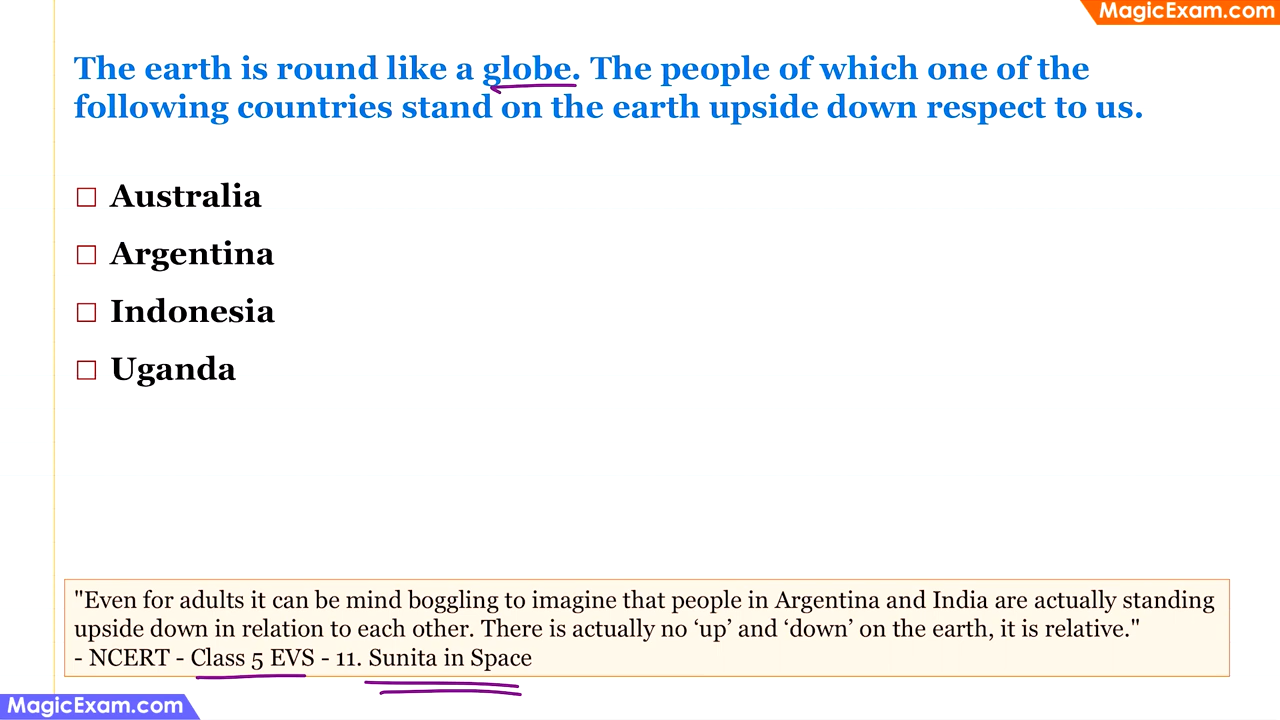 MagicExam.com
The earth is round like a globe. The people of which one of the
following countries stand on the earth upside down respect to us.
☐ Australia
☐ Argentina
☐ Indonesia
☐ Uganda
"Even for adults it can be mind boggling to imagine that people in Argentina and India are actually standing
upside down in relation to each other. There is actually no ‘up’ and ‘down’ on the earth, it is relative."
- NCERT - Class 5 EVS - 11. Sunita in Space
MagicExam.com